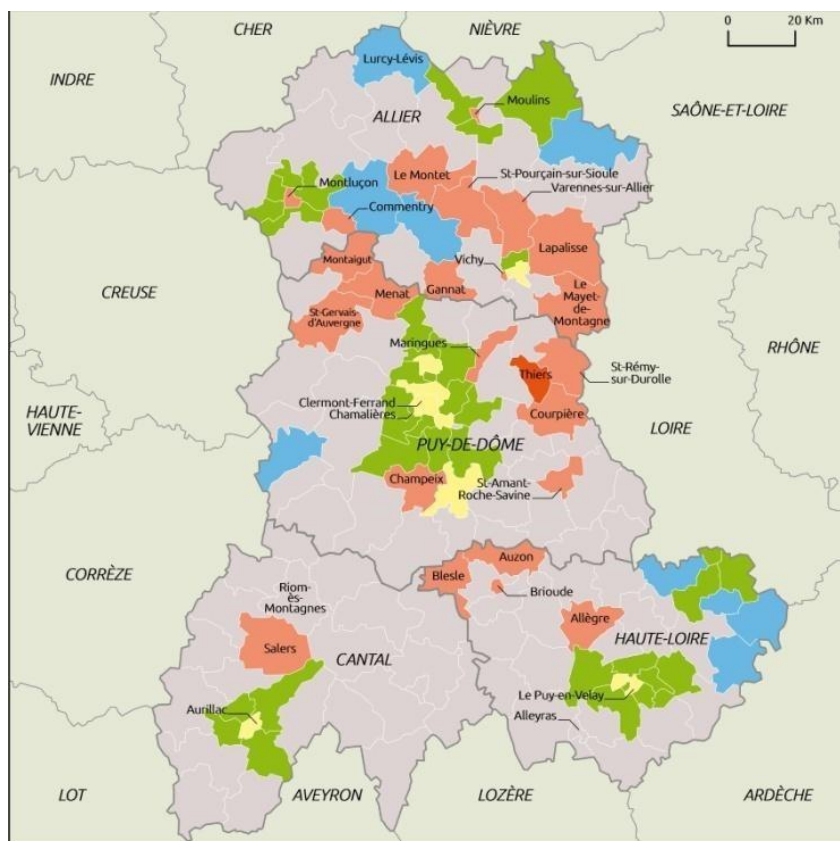 CHER
NIÈVRE
0 20 Km
INDRE
Lurcy-Lévis
Moulins
SAÔNE-ET-LOIRE
ALLIER
Le Montet
St-Pourçain-sur-Sioule
Montluçon
Varennes-sur-Allier
Commentry
Lapalisse
Montaigut
Vichy
CREUSE
Menat
Gannat
Le
Mayet-
de-
Montagne
St-Gervais-
d'Auvergne
Maringues
RHÔNE
Thiers
St-Rémy-
sur-Durolle
Clermont-Ferrand
Chamalières
Courpière
HAUTE-
VIENNE
LOIRE
PUY-DE-DÔME
Champeix
St-Amant-
Roche-Savine
CORRÈZE
Auzon
Blesle
Brioude
Riom-
ès-
Montagnes
Allègre
HAUTE-LOIRE
Salers
CANTAL
Le Puy-en-Velay
Aurillac
Alleyras
LOT
AVEYRON
LOZÈRE
ARDÈCHE